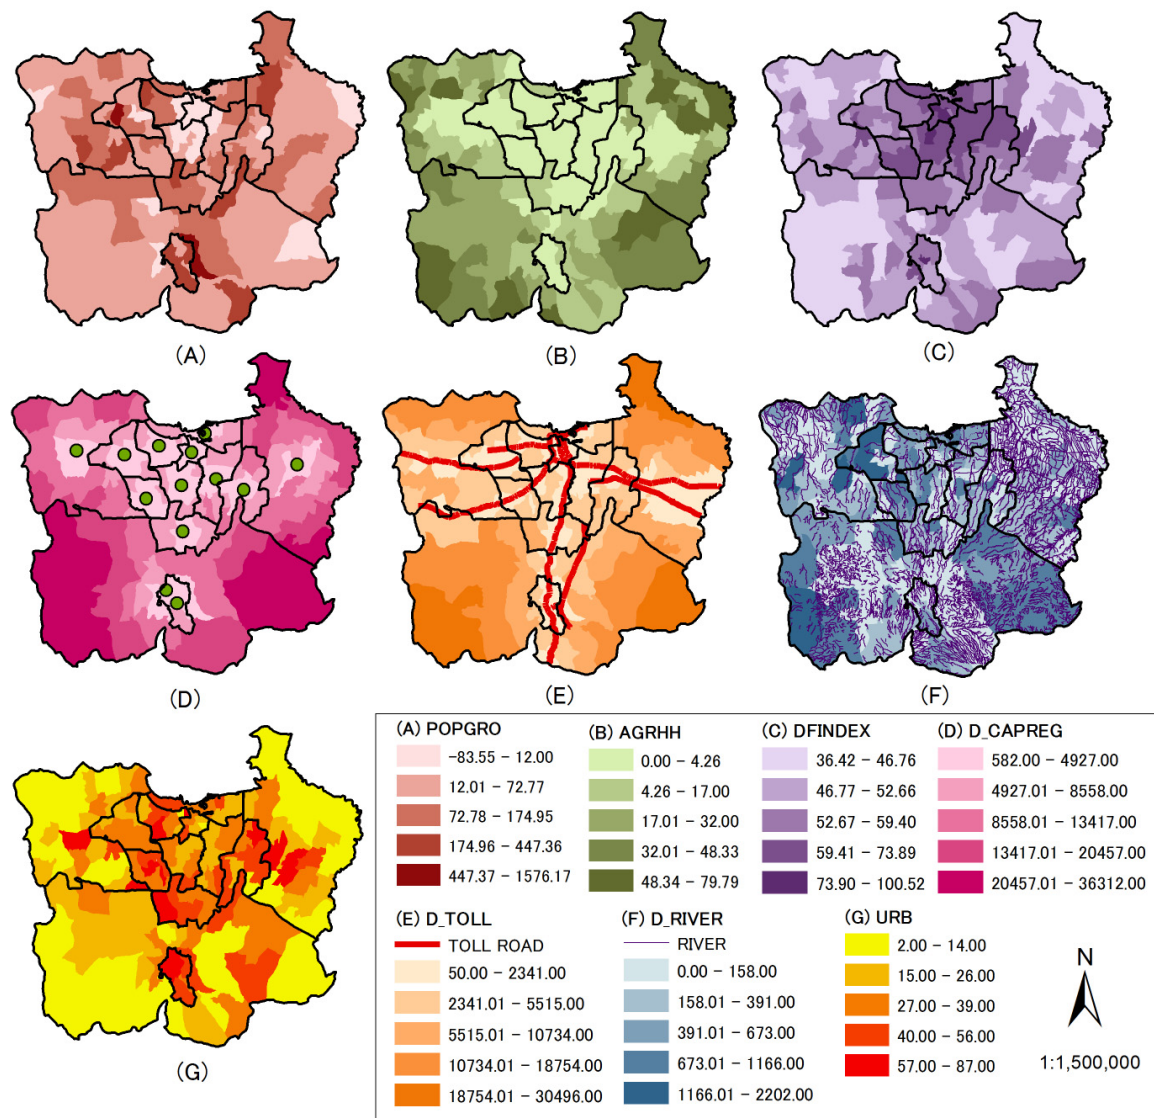 (A)
(B)
(C)
(D)
(E)
(F)
(G)
(A) POPGRO
-83.55 - 12.00
12.01 - 72.77
72.78 - 174.95
174.96 - 447.36
447.37 - 1576.17
(B) AGRHH
0.00 - 4.26
4.26 - 17.00
17.01 - 32.00
32.01 - 48.33
48.34 - 79.79
(C) DFINDEX
36.42 - 46.76
46.77 - 52.66
52.67 - 59.40
59.41 - 73.89
73.90 - 100.52
(D) D_CAPREG
582.00 - 4927.00
4927.01 - 8558.00
8558.01 - 13417.00
13417.01 - 20457.00
20457.01 - 36312.00
(E) D_TOLL
TOLL ROAD
50.00 - 2341.00
2341.01 - 5515.00
5515.01 - 10734.00
10734.01 - 18754.00
18754.01 - 30496.00
(F) D_RIVER
RIVER
0.00 - 158.00
158.01 - 391.00
391.01 - 673.00
673.01 - 1166.00
1166.01 - 2202.00
(G) URB
2.00 - 14.00
15.00 - 26.00
27.00 - 39.00
40.00 - 56.00
57.00 - 87.00
N
1:1,500,000